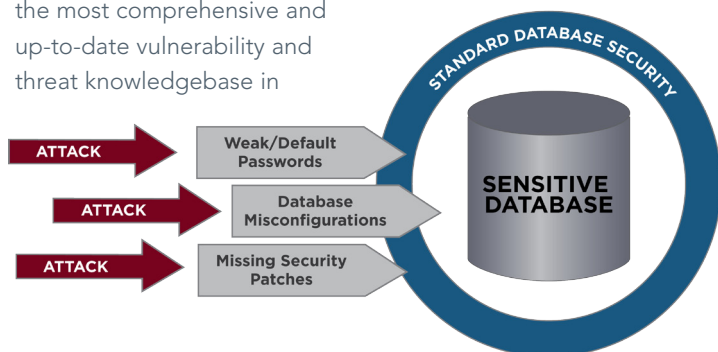 the most comprehensive and
up-to-date vulnerability and
threat knowledgebase in
STANDARD DATABASE SECURITY
ATTACK
Weak/Default
Passwords
ATTACK
Database
Misconfigurations
SENSITIVE
DATABASE
ATTACK
Missing Security
Patches